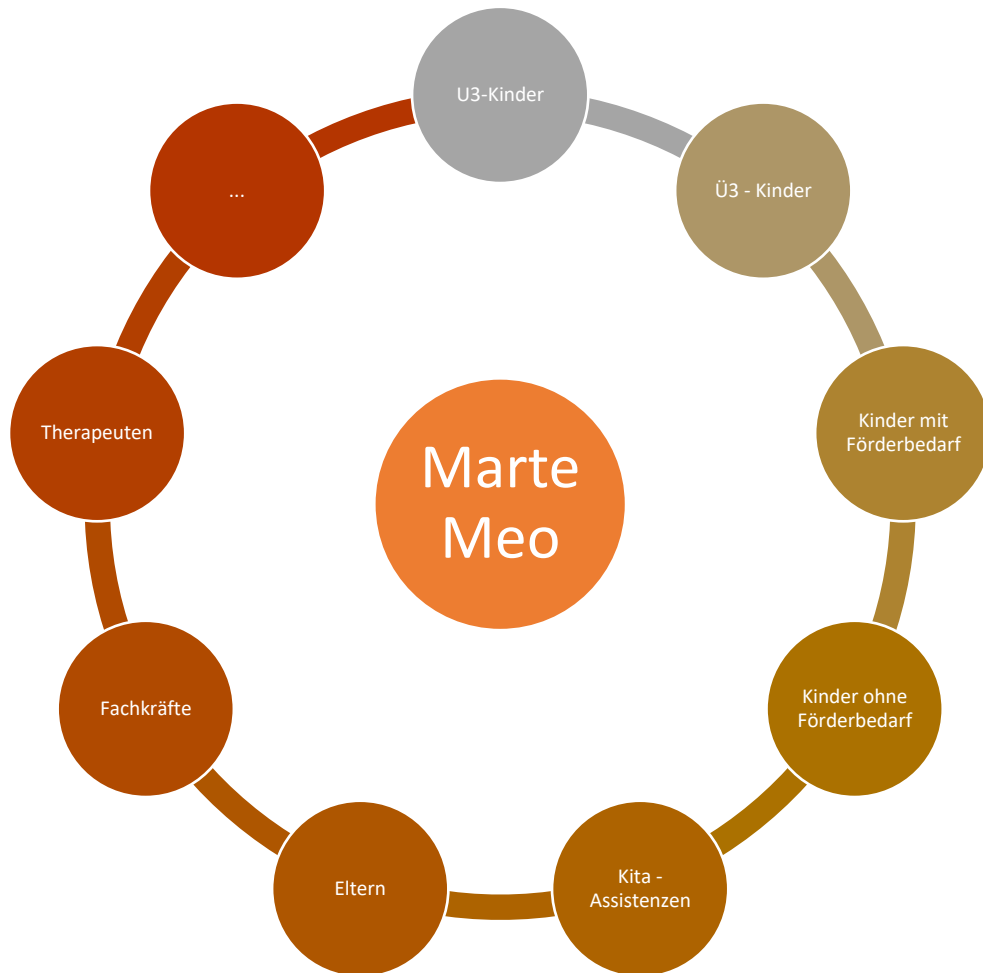 U3-Kinder
Ü3 - Kinder
Kinder mit
Förderbedarf
Kinder ohne
Förderbedarf
Kita -
Assistenzen
Eltern
Fachkräfte
Therapeuten
...
Marte
Meo